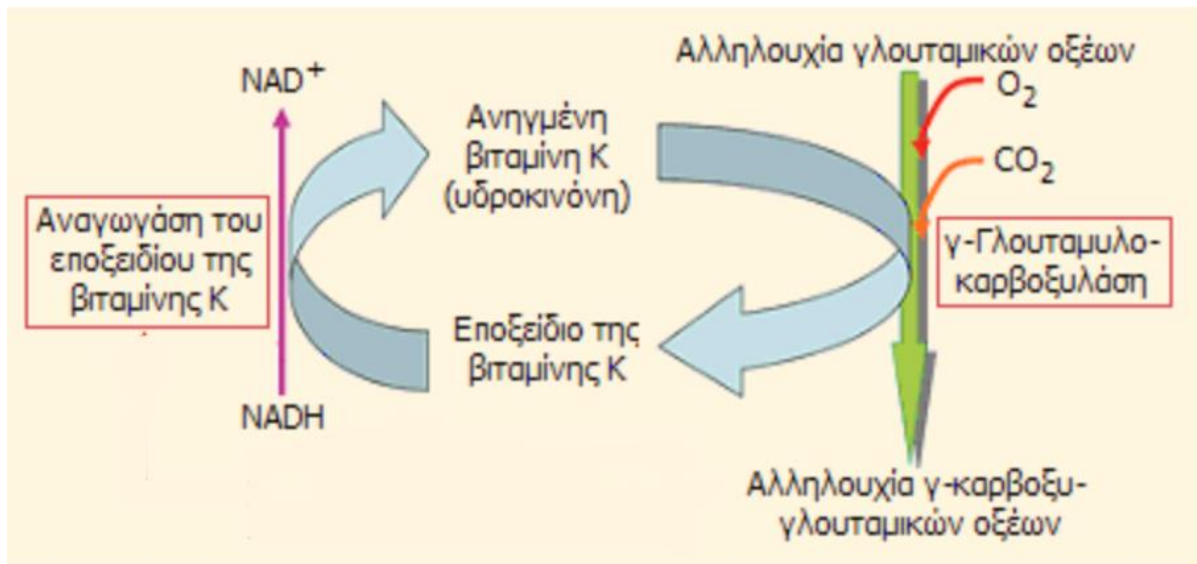 NAD+
Αναγωγάση του
εποξειδίου της
βιταμίνης Κ
NADH
Ανηγμένη
βιταμίνη Κ
(υδροκινόνη)
Εποξείδιο της
βιταμίνης Κ
Αλληλουχία γλουταμικών οξέων
O2
CO2
γ-Γλουταμυλο-
καρβοξυλάση
Αλληλουχία γ-καρβοξυ-
γλουταμικών οξέων